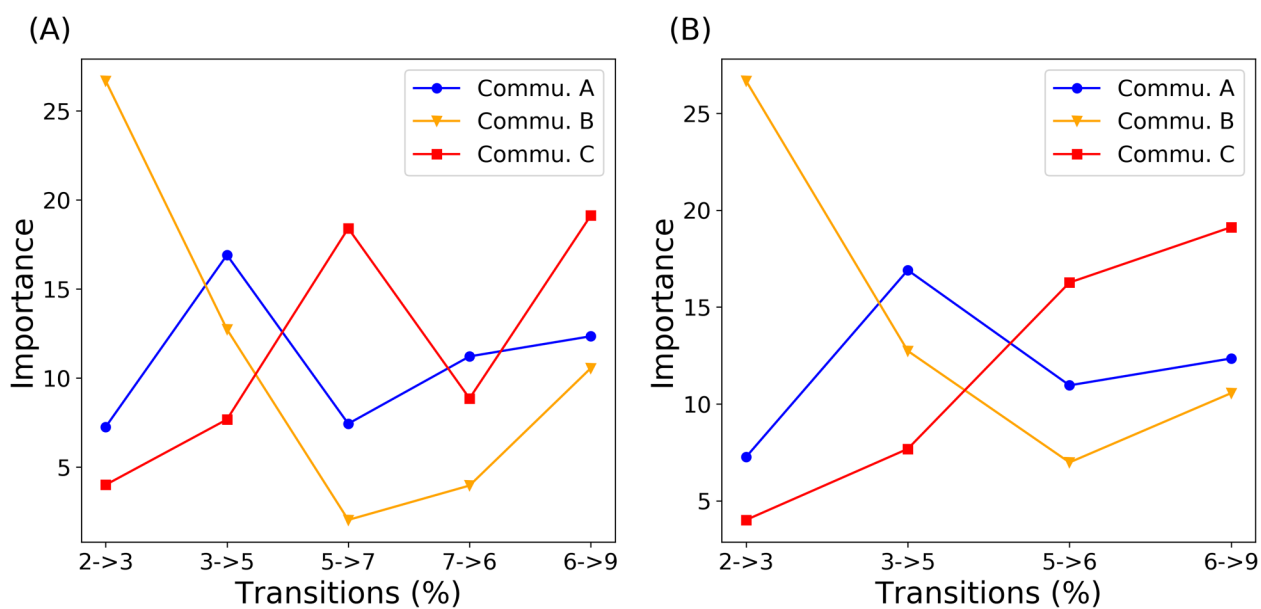 (A)
Importance
25
20
15
10
5
Commu. A
Commu. B
Commu. C
2->3 3->5 5->7 7->6 6->9
Transitions (%)
(B)
Importance
25
20
15
10
5
Commu. A
Commu. B
Commu. C
2->3 3->5 5->6 6->9
Transitions (%)